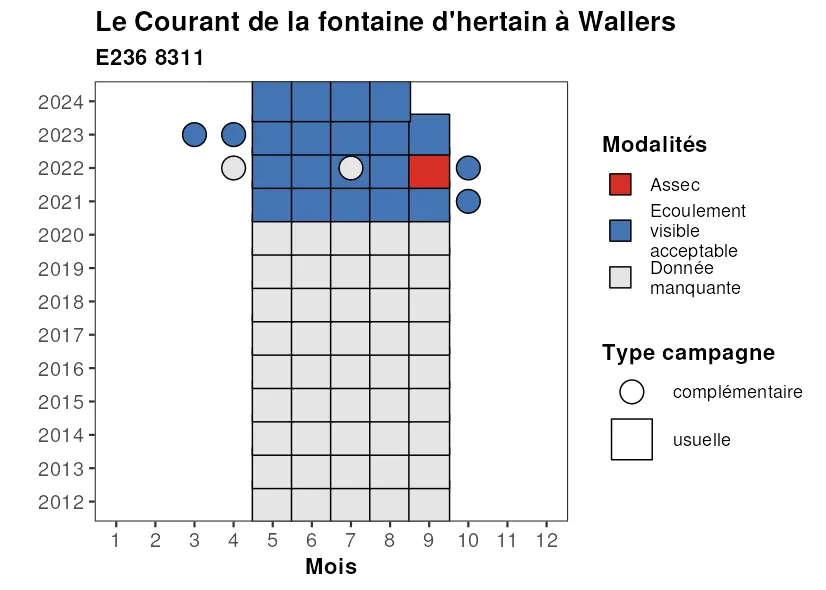 Le Courant de la fontaine d'hertain à Wallers
E236 8311
2024
2023
2022
2021
2020
2019
2018
2017
2016
2015
2014
2013
2012
1 2 3 4 5 6 7 8 9 10 11 12
Mois
Modalités
Assec
Ecoulement
visible
acceptable
Donnée
manquante
Type campagne
complémentaire
usuelle